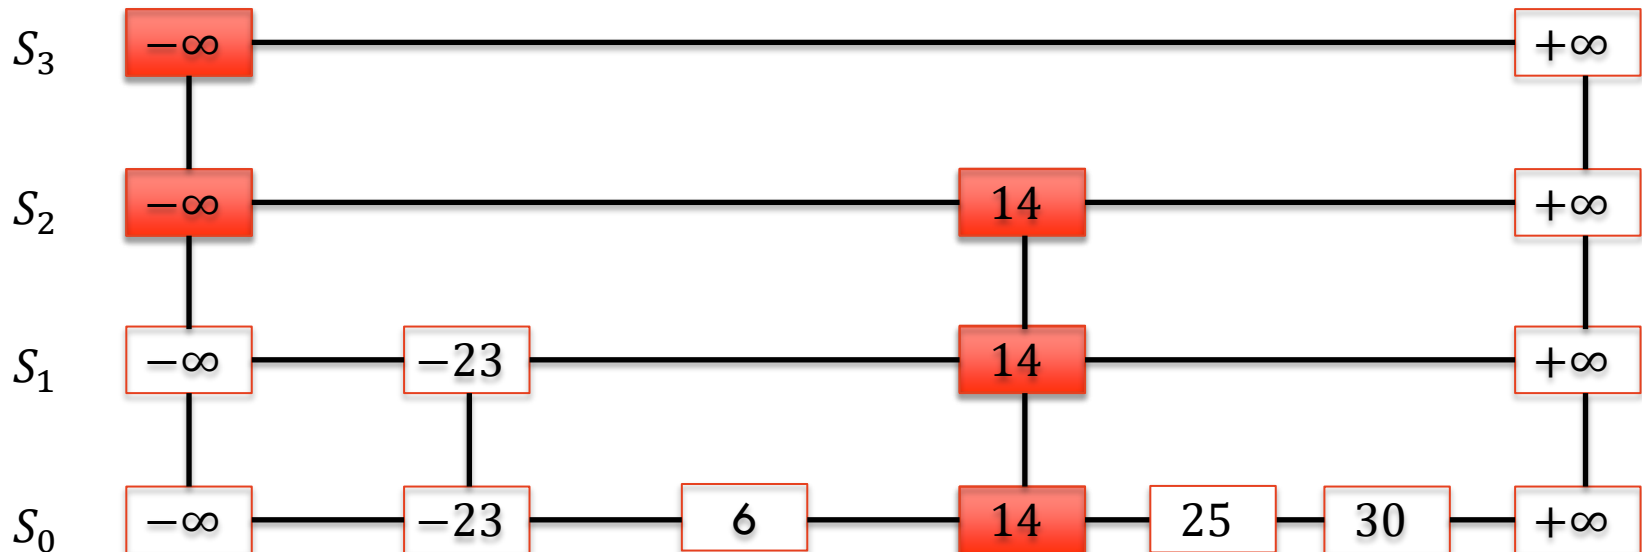 S₃ −∞ +∞
S₂ −∞ 14 +∞
S₁ −∞ −23 14 +∞
S₀ −∞ −23 6 14 25 30 +∞